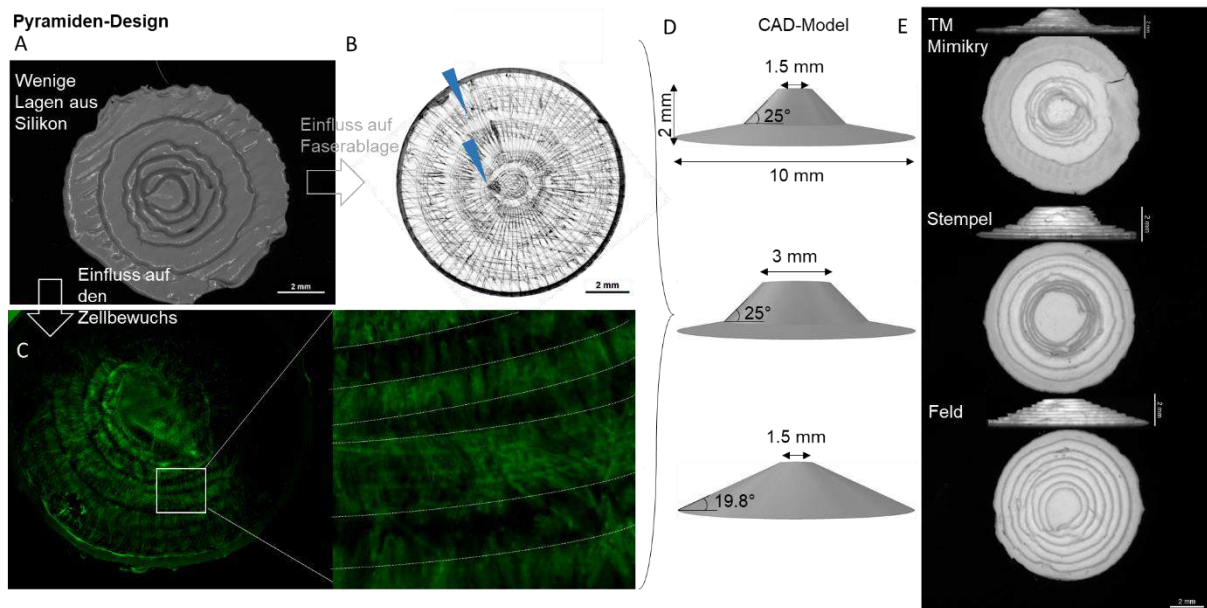 Pyramiden-Design
A
Wenige
Lagen aus
Silikon
2 mm
Einfluss auf
Faserablage
B
2 mm
Einfluss auf
den
Zellbewuchs
C
D
CAD-Model
1.5 mm
2 mm
25°
10 mm
3 mm
25°
1.5 mm
19.8°
E
TM
Mimikry
2 mm
Stempel
2 mm
Feld
2 mm
2 mm